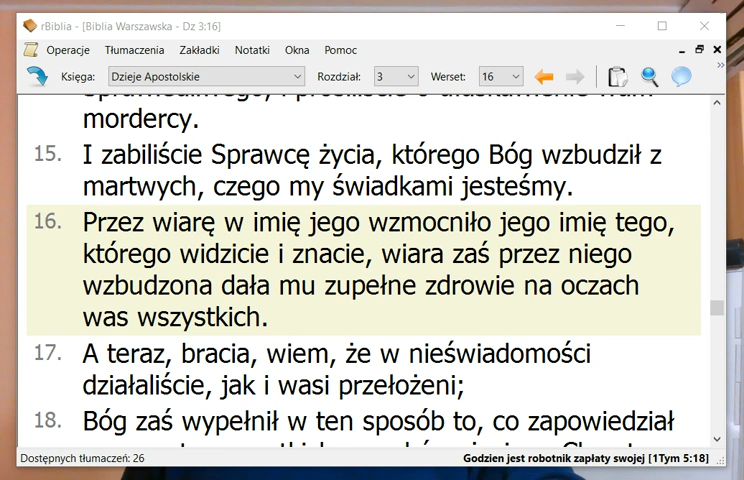 rBiblia - [Biblia Warszawska - Dz 3:16]
Operacje Tłumaczenia Zakładki Notatki Okna Pomoc
Księga: Dzieje Apostolskie Rozdział: 3 Werset: 16
mordercy.
15. I zabiliście Sprawcę życia, którego Bóg wzbudził z
martwych, czego my świadkami jesteśmy.
16. Przez wiarę w imię jego wzmocniło jego imię tego,
którego widzicie i znacie, wiara zaś przez niego
wzbudzona dała mu zupełne zdrowie na oczach
was wszystkich.
17. A teraz, bracia, wiem, że w nieświadomości
działaliście, jak i wasi przełożeni;
18. Bóg zaś wypełnił w ten sposób to, co zapowiedział
Dostępnych tłumaczeń: 26 Godzien jest robotnik zapłaty swojej [1Tym 5:18]